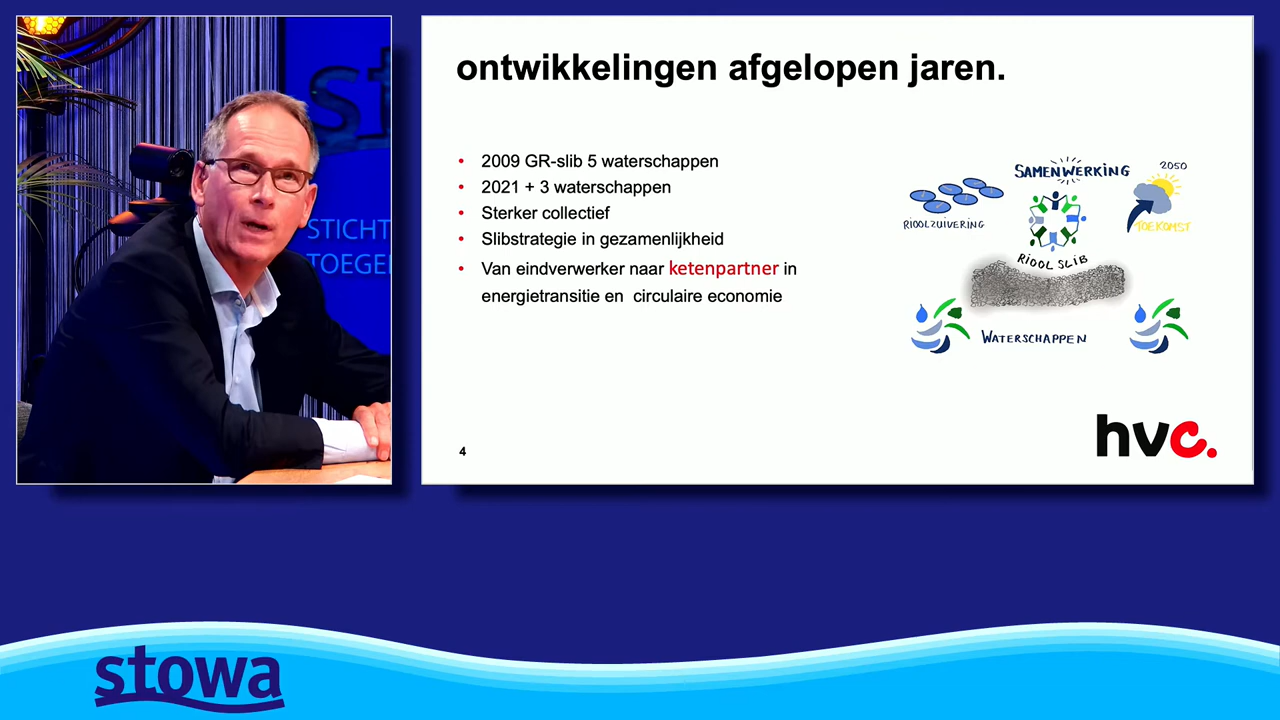 STICHT
TOEGE
ontwikkelingen afgelopen jaren.
• 2009 GR-slib 5 waterschappen
• 2021 + 3 waterschappen
• Sterker collectief
• Slibstrategie in gezamenlijkheid
• Van eindverwerker naar ketenpartner in
energietransitie en circulaire economie
SAMENWERKING
2050
RIOOLZUIVERING
TOEKOMST
RIOOL SLIB
WATERSCHAPPEN
4
hvc.
stowa